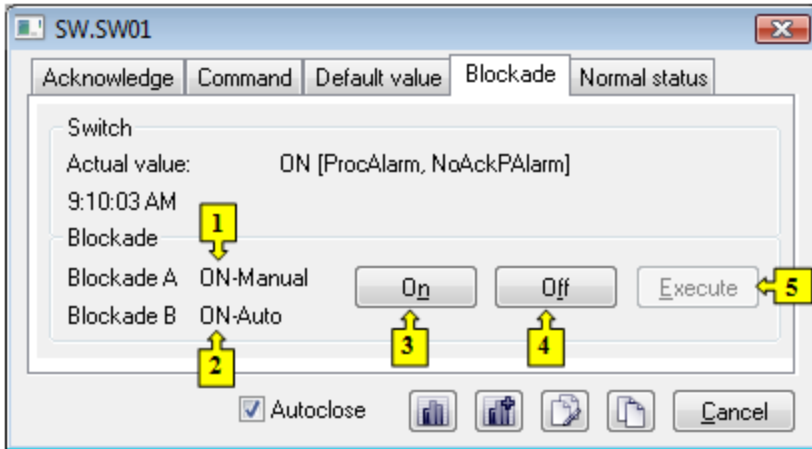 SW.SW01
Acknowledge Command Default value Blockade Normal status
Switch
Actual value: ON [ProcAlarm, NoAckPAlarm]
9:10:03 AM
1
Blockade
Blockade A ON-Manual On Off Execute 5
Blockade B ON-Auto
2 3 4
Autoclose Cancel